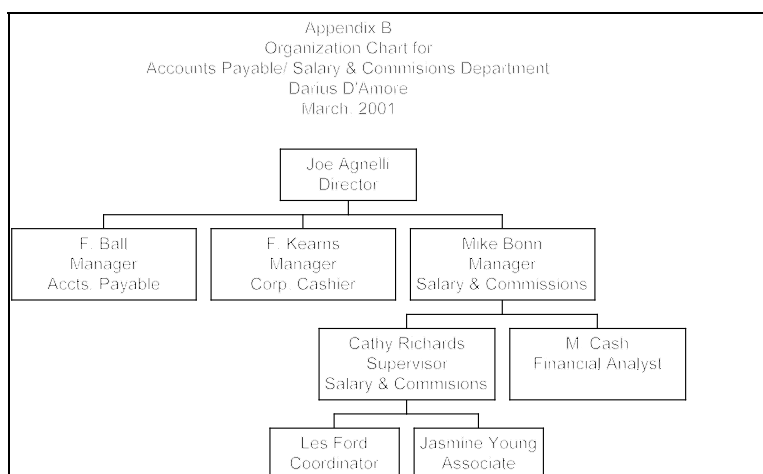 Appendix B
Organization Chart for
Accounts Payable/ Salary & Commisions Department
Darius D'Amore
March, 2001
Joe Agnelli
Director
F. Ball
Manager
Accts. Payable
F. Kearns
Manager
Corp. Cashier
Mike Bonn
Manager
Salary & Commissions
Cathy Richards
Supervisor
Salary & Commisions
M. Cash
Financial Analyst
Les Ford
Coordinator
Jasmine Young
Associate